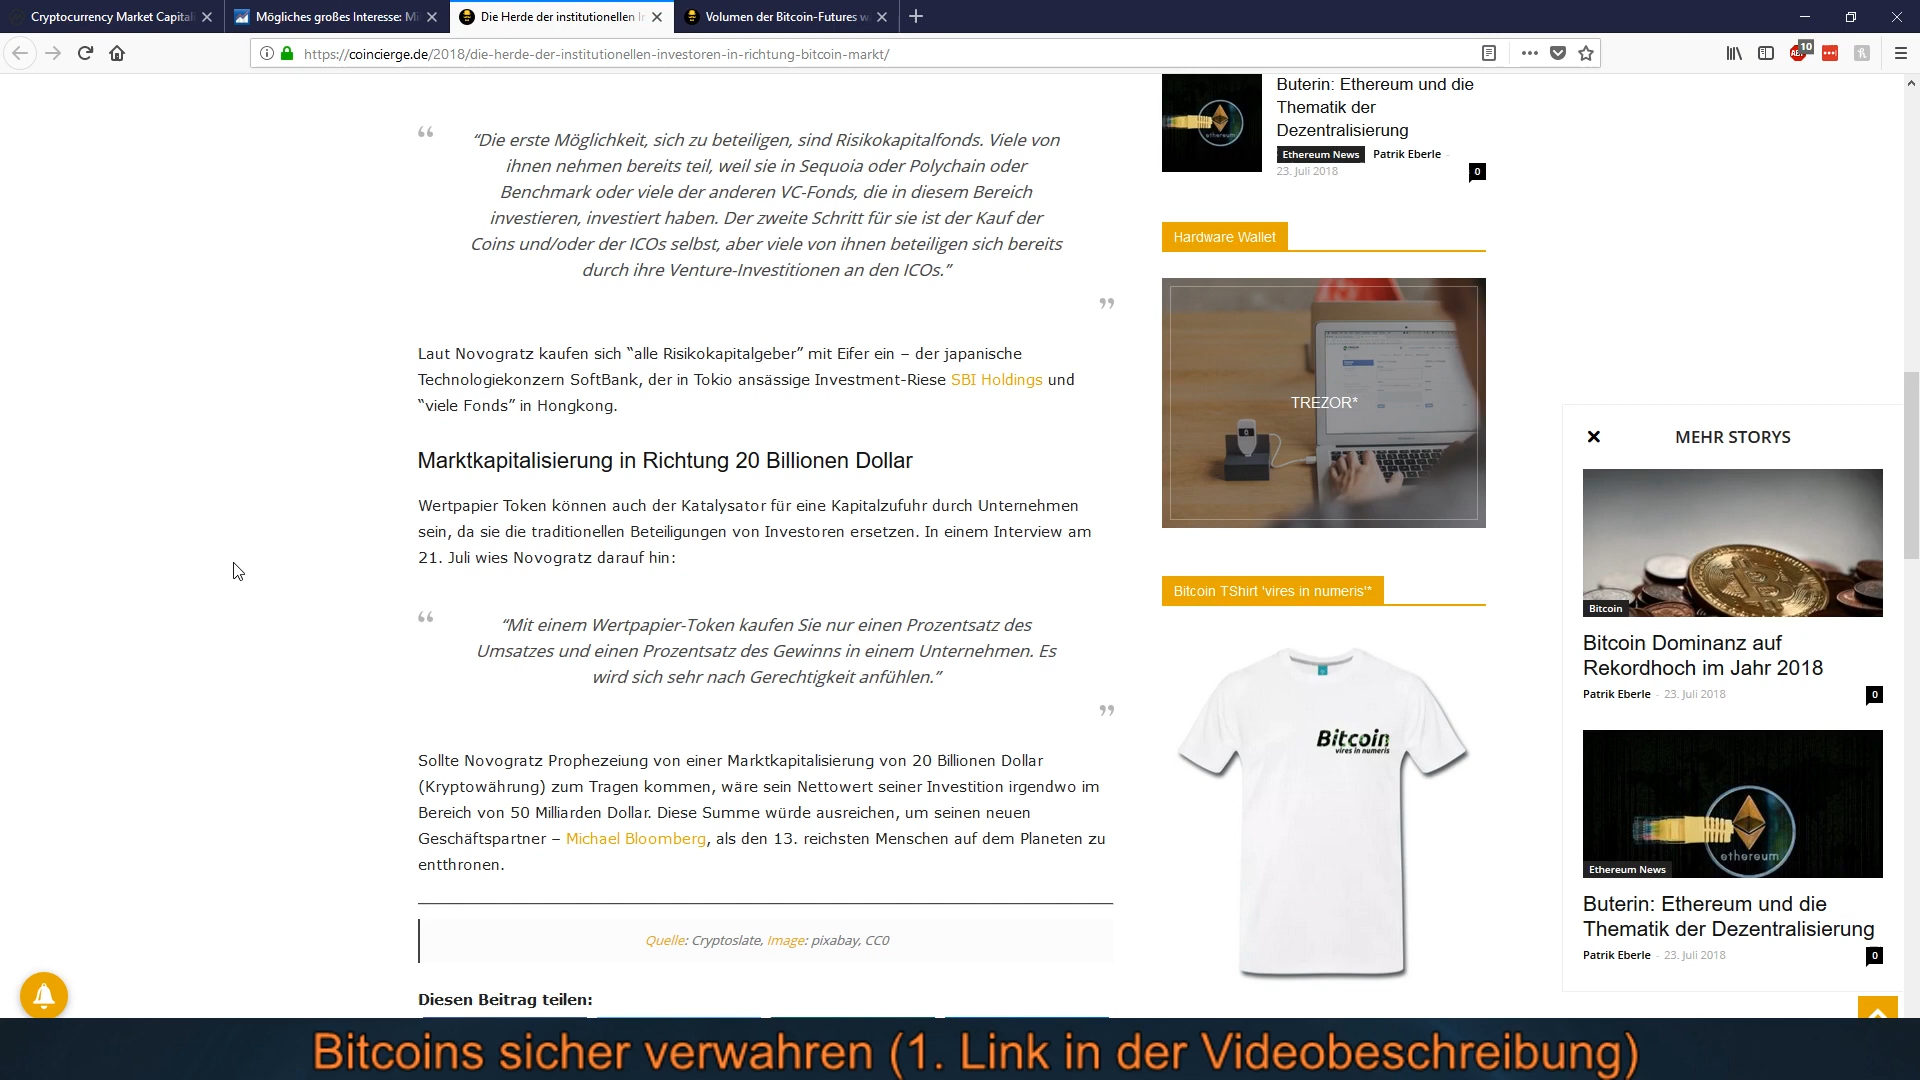 Cryptocurrency Market Capital
Mögliches großes Interesse: Mi
Die Herde der institutionellen In
Volumen der Bitcoin-Futures w
https://coincierge.de/2018/die-herde-der-institutionellen-investoren-in-richtung-bitcoin-markt/
10
“Die erste Möglichkeit, sich zu beteiligen, sind Risikokapitalfonds. Viele von
ihnen nehmen bereits teil, weil sie in Sequoia oder Polychain oder
Benchmark oder viele der anderen VC-Fonds, die in diesem Bereich
investieren, investiert haben. Der zweite Schritt für sie ist der Kauf der
Coins und/oder der ICOs selbst, aber viele von ihnen beteiligen sich bereits
durch ihre Venture-Investitionen an den ICOs.”
Laut Novogratz kaufen sich “alle Risikokapitalgeber” mit Eifer ein – der japanische
Technologiekonzern SoftBank, der in Tokio ansässige Investment-Riese SBI Holdings und
“viele Fonds” in Hongkong.
Marktkapitalisierung in Richtung 20 Billionen Dollar
Wertpapier Token können auch der Katalysator für eine Kapitalzufuhr durch Unternehmen
sein, da sie die traditionellen Beteiligungen von Investoren ersetzen. In einem Interview am
21. Juli wies Novogratz darauf hin:
“Mit einem Wertpapier-Token kaufen Sie nur einen Prozentsatz des
Umsatzes und einen Prozentsatz des Gewinns in einem Unternehmen. Es
wird sich sehr nach Gerechtigkeit anfühlen.”
Sollte Novogratz Prophezeiung von einer Marktkapitalisierung von 20 Billionen Dollar
(Kryptowährung) zum Tragen kommen, wäre sein Nettowert seiner Investition irgendwo im
Bereich von 50 Milliarden Dollar. Diese Summe würde ausreichen, um seinen neuen
Geschäftspartner – Michael Bloomberg, als den 13. reichsten Menschen auf dem Planeten zu
entthronen.
Quelle: Cryptoslate, Image: pixabay, CC0
Diesen Beitrag teilen:
Buterin: Ethereum und die
Thematik der
Dezentralisierung
Ethereum News Patrik Eberle -
23. Juli 2018
0
ethereum
Hardware Wallet
TREZOR*
Bitcoin TShirt 'vires in numeris'*
Bitcoin
vires in numeris
MEHR STORYS
Bitcoin
Bitcoin Dominanz auf
Rekordhoch im Jahr 2018
Patrik Eberle - 23. Juli 2018
0
ethereum
Ethereum News
Buterin: Ethereum und die
Thematik der Dezentralisierung
Patrik Eberle - 23. Juli 2018
0
Bitcoins sicher verwahren (1. Link in der Videobeschreibung)